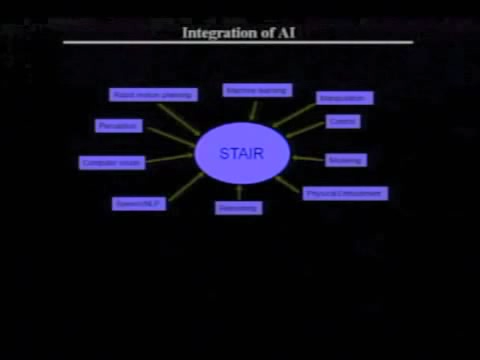 Integration of AI
Machine learning
Robot motion planning
Manipulation
Control
Perception
STAIR
Computer vision
Modeling
Physical Embodiment
Speech/NLP
Reasoning